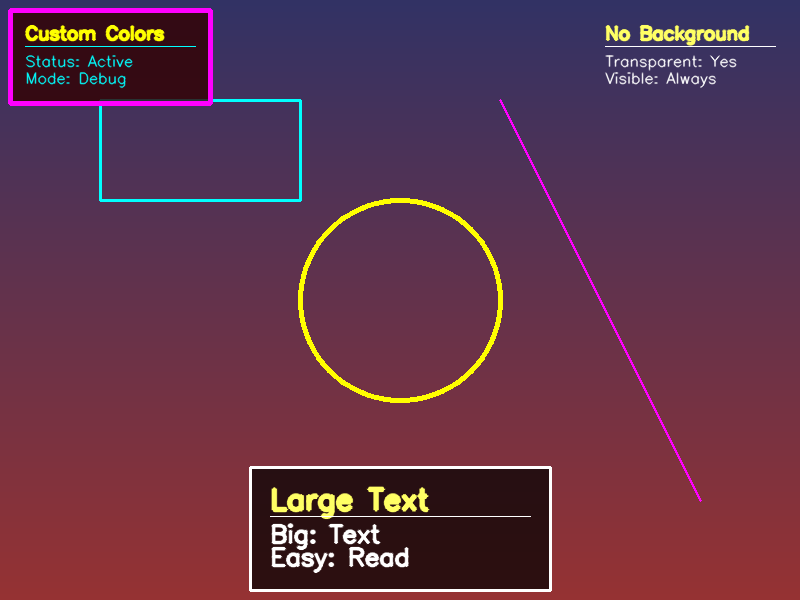 Custom Colors
Status: Active
Mode: Debug
No Background
Transparent: Yes
Visible: Always
Large Text
Big: Text
Easy: Read